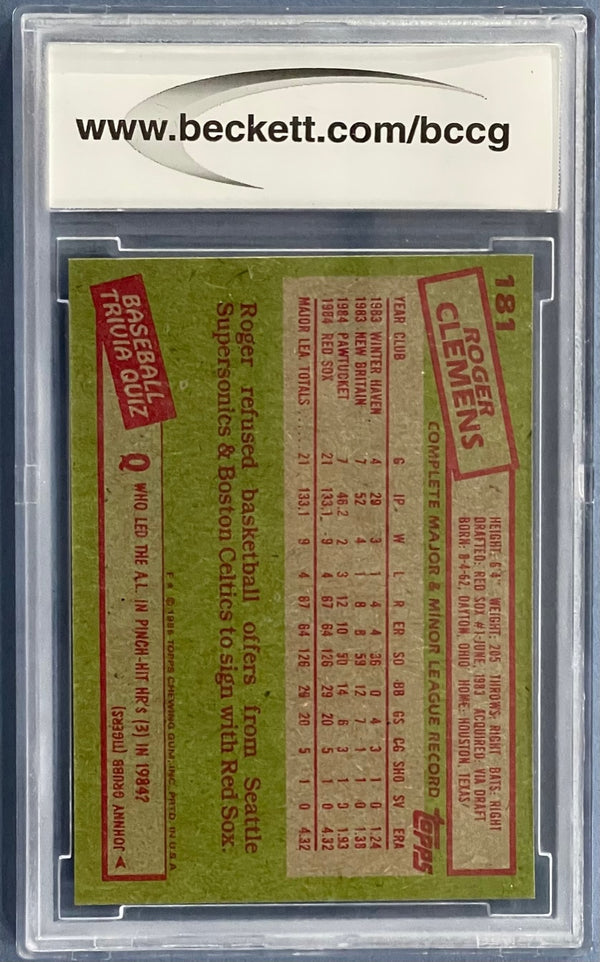 www.beckett.com/bccg
181
ROGER
CLEMENS
HEIGHT: 6'4" WEIGHT: 205 THROWS: RIGHT BATS: RIGHT
DRAFTED: RED SOX #1-JUNE, 1983 ACQUIRED: VIA DRAFT
BORN: 8-4-62, DAYTON, OHIO HOME: HOUSTON, TEXAS
COMPLETE MAJOR & MINOR LEAGUE RECORD topps
YEAR CLUB G IP W L R ER SO BB GS CG SHO SV ERA
1983 WINTER HAVEN 4 29 3 1 4 4 36 0 4 3 1 0 1.24
1983 NEW BRITAIN 7 52 4 1 8 8 59 12 7 1 1 0 1.38
1984 PAWTUCKET 7 46.2 2 3 12 10 50 14 6 3 1 0 1.93
1984 RED SOX 21 133.1 9 4 67 64 126 29 20 5 1 0 4.32
MAJOR LEA. TOTALS 21 133.1 9 4 67 64 126 29 20 5 1 0 4.32
Roger refused basketball offers from Seattle
Supersonics & Boston Celtics to sign with Red Sox.
© 1985 TOPPS CHEWING GUM, INC. PRTD. IN U.S.A.
BASEBALL
TRIVIA QUIZ
Q WHO LED THE A.L. IN PINCH-HIT HR'S (3) IN 1984?
JOHNNY GRUBB (TIGERS)